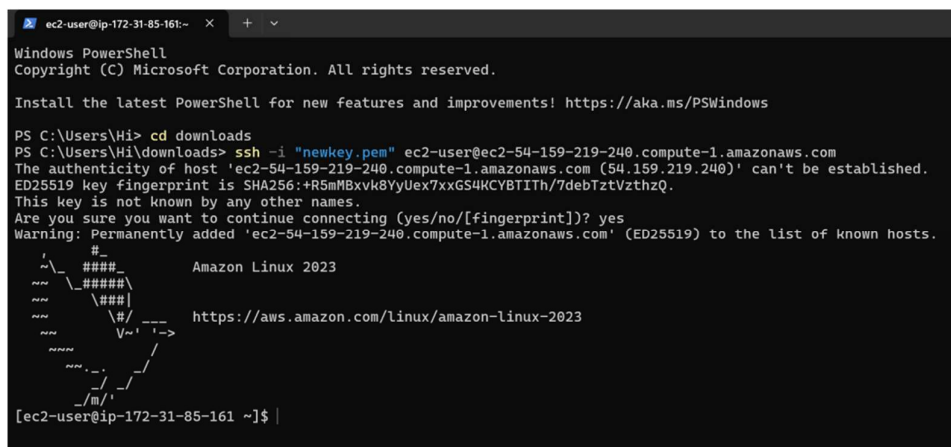 ec2-user@ip-172-31-85-161:~
Windows PowerShell
Copyright (C) Microsoft Corporation. All rights reserved.
Install the latest PowerShell for new features and improvements! https://aka.ms/PSWindows
PS C:\Users\Hi> cd downloads
PS C:\Users\Hi\downloads> ssh -i "newkey.pem" ec2-user@ec2-54-159-219-240.compute-1.amazonaws.com
The authenticity of host 'ec2-54-159-219-240.compute-1.amazonaws.com (54.159.219.240)' can't be established.
ED25519 key fingerprint is SHA256:+R5mMBxvk8YyUex7xxGS4KCYBTITh/7debTztVzthzQ.
This key is not known by any other names.
Are you sure you want to continue connecting (yes/no/[fingerprint])? yes
Warning: Permanently added 'ec2-54-159-219-240.compute-1.amazonaws.com' (ED25519) to the list of known hosts.
   ,     #_
   ~\_  ####_        Amazon Linux 2023
  ~~  \_#####\
  ~~     \###|
  ~~       \#/ ___   https://aws.amazon.com/linux/amazon-linux-2023
   ~~       V~' '->
    ~~~         /
      ~~._.   _/
         _/ _/
       _/m/'
[ec2-user@ip-172-31-85-161 ~]$